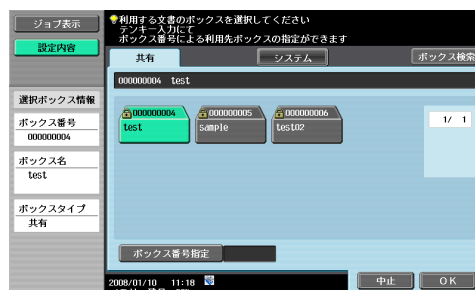 ジョブ表示
設定内容
選択ボックス情報
ボックス番号
000000004
ボックス名
test
ボックスタイプ
共有
利用する文書のボックスを選択してください
テンキー入力にて
ボックス番号による利用先ボックスの指定ができます
共有
システム
ボックス検索
000000004 test
000000004
test
000000005
sample
000000006
test02
1/ 1
ボックス番号指定
2008/01/10 11:18
中止
OK